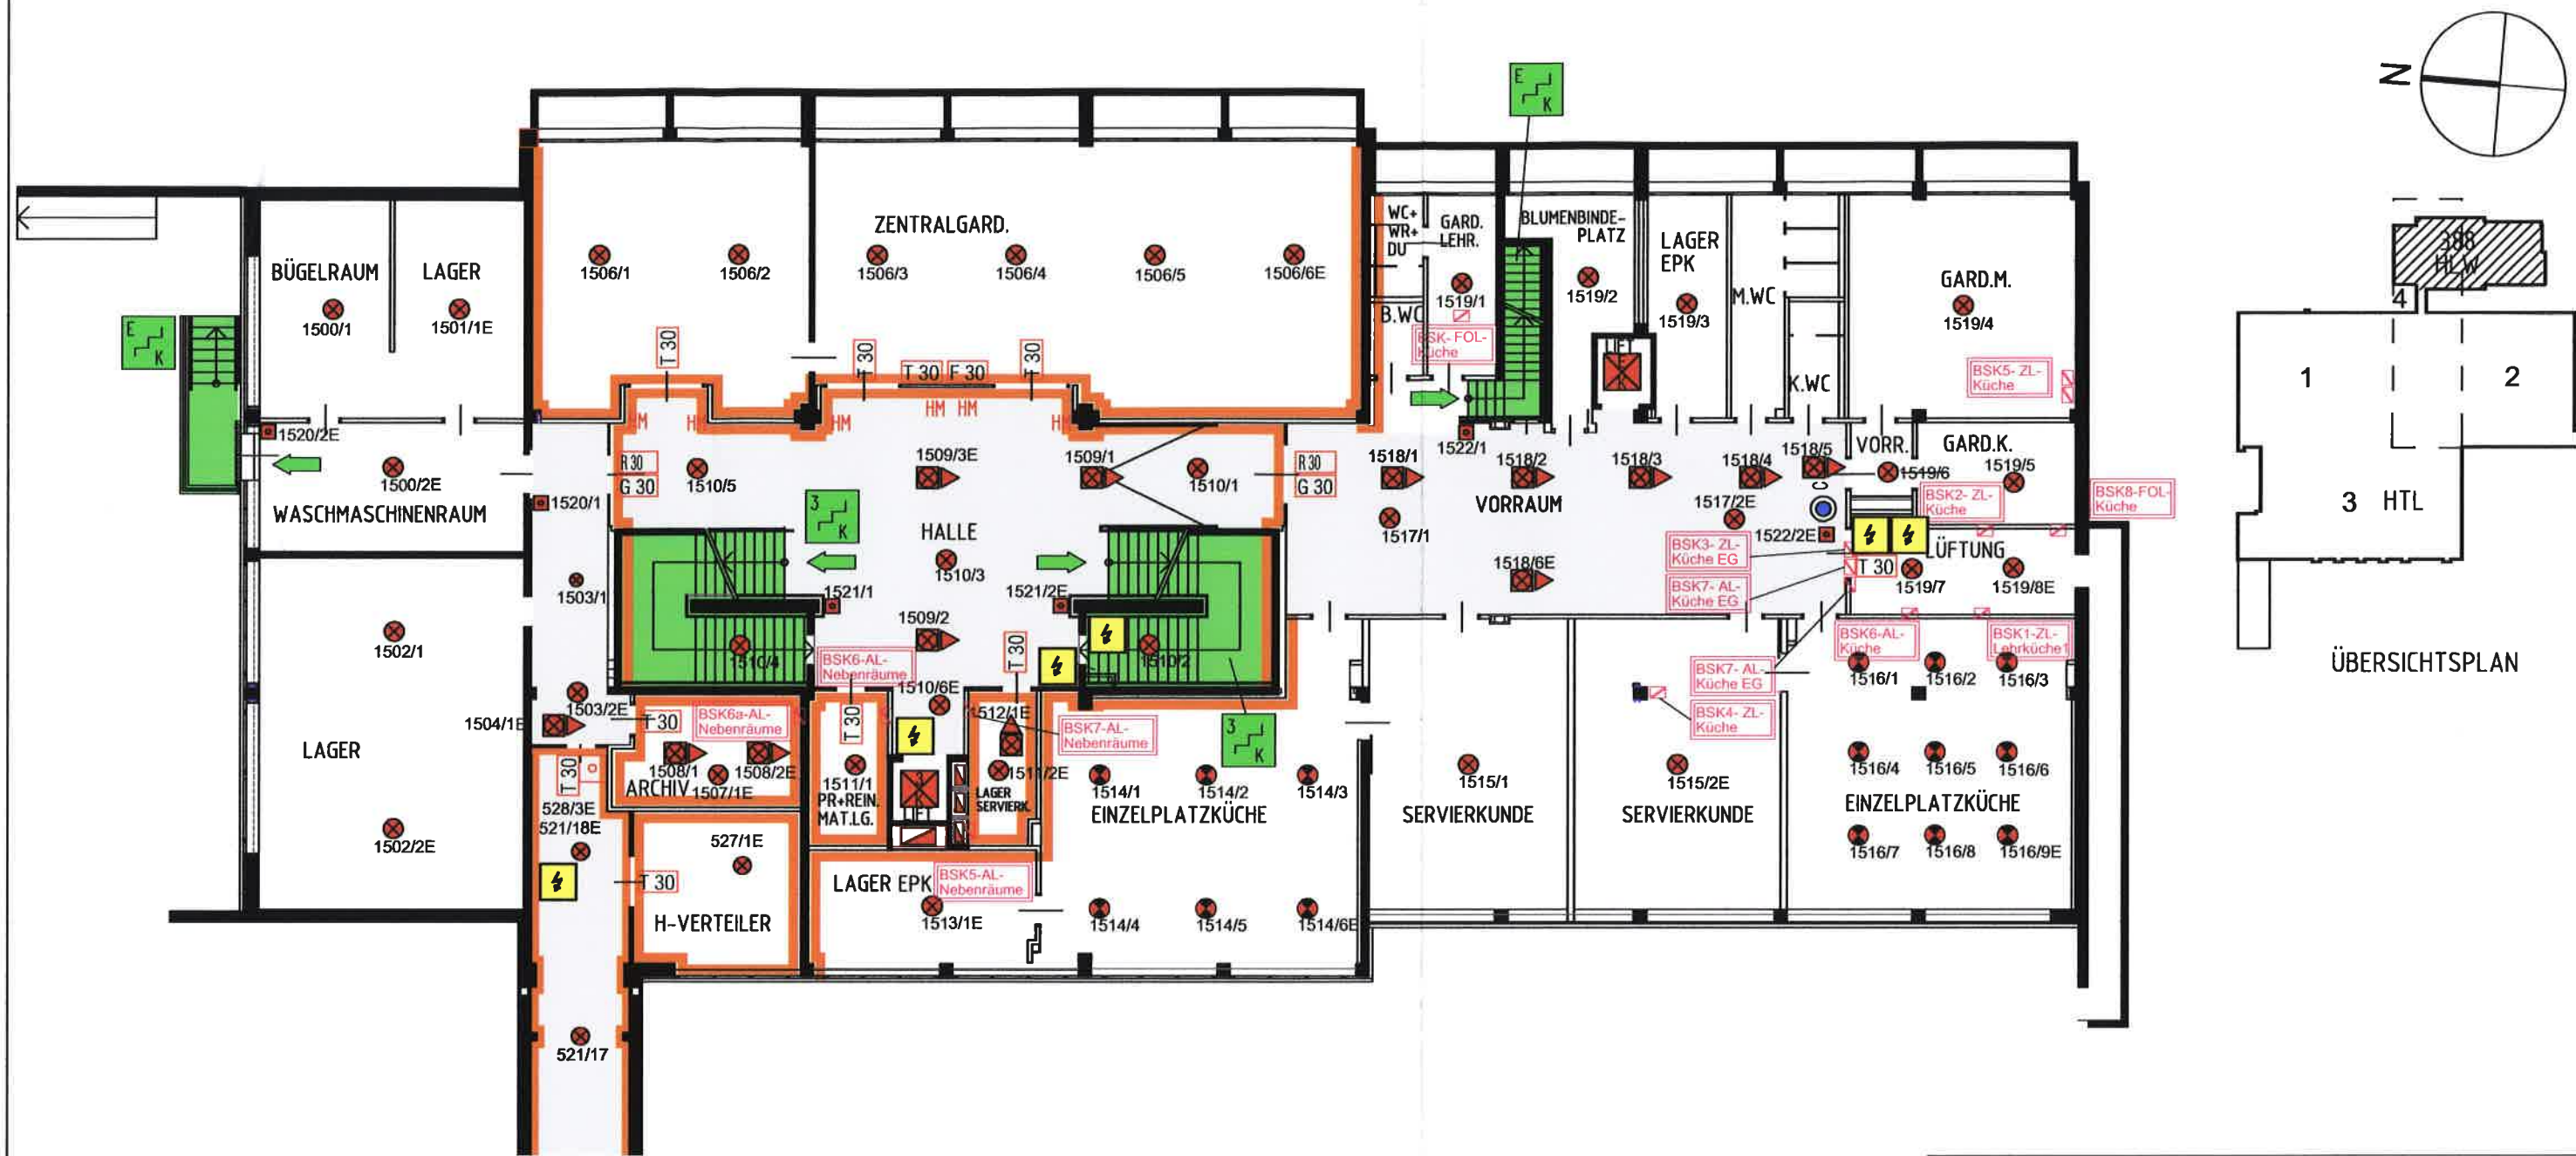 E
K
N
ZENTRALGARD.
WC+
WR+
DU
GARD.
LEHR.
BLUMENBINDE-
PLATZ
LAGER
EPK
M.WC
GARD.M.
388
HLW
4
BÜGELRAUM
LAGER
1506/1
1506/2
1506/3
1506/4
1506/5
1506/6E
1519/1
1519/2
1519/3
1519/4
1500/1
1501/1E
B.WC
E
K
T 30
T 30
T 30
F 30
T 30
BSK-FOL-
Küche
K.WC
BSK5- ZL-
Küche
1
2
HM
HM
HM
HM
HM
HM
1520/2E
1522/1
1518/5
VORR.
GARD.K.
1500/2E
R 30
G 30
1510/5
1509/3E
1509/1
1510/1
R 30
G 30
1518/1
1518/2
1518/3
1518/4
1519/6
1519/5
WASCHMASCHINENRAUM
1520/1
3
K
HALLE
1517/1
VORRAUM
1517/2E
C
BSK2- ZL-
Küche
BSK8-FOL-
Küche
3 HTL
1510/3
1522/2E
BSK3- ZL-
Küche EG
LÜFTUNG
1503/1
1521/1
1521/2E
1518/6E
BSK7- AL-
Küche EG
T 30
1519/7
1519/8E
1502/1
1509/2
1510/4
T 30
1510/2
BSK6-AL-
Nebenräume
BSK6-AL-
Küche
BSK1-ZL-
Lehrküche1
ÜBERSICHTSPLAN
BSK7- AL-
Küche EG
1516/1
1516/2
1516/3
1510/6E
1503/2E
1504/1E
T 30
BSK6a-AL-
Nebenräume
T 30
1512/1E
BSK7-AL-
Nebenräume
3
K
BSK4- ZL-
Küche
LAGER
1508/1
1508/2E
1507/1E
ARCHIV
T 30
1511/1
PR+REIN.
MAT.LG.
1511/2E
LAGER
SERVIERK.
1514/1
1514/2
1514/3
EINZELPLATZKÜCHE
1515/1
SERVIERKUNDE
1515/2E
SERVIERKUNDE
1516/4
1516/5
1516/6
EINZELPLATZKÜCHE
528/3E
521/18E
527/1E
1502/2E
1516/7
1516/8
1516/9E
T 30
LAGER EPK
BSK5-AL-
Nebenräume
H-VERTEILER
1513/1E
1514/4
1514/5
1514/6E
521/17